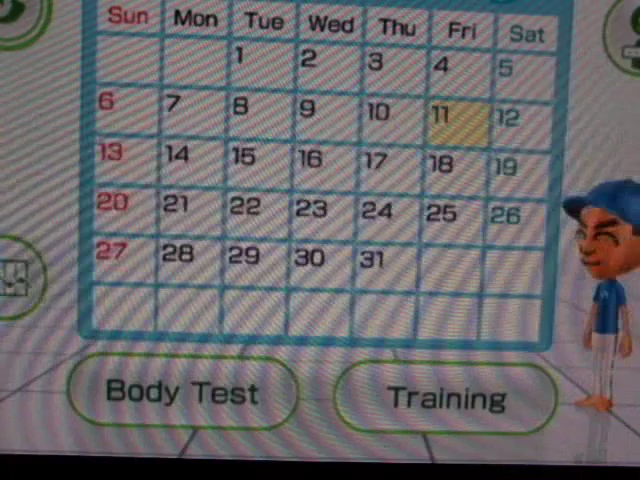 Sun Mon Tue Wed Thu Fri Sat
1 2 3 4 5
6 7 8 9 10 11 12
13 14 15 16 17 18 19
20 21 22 23 24 25 26
27 28 29 30 31
Body Test Training